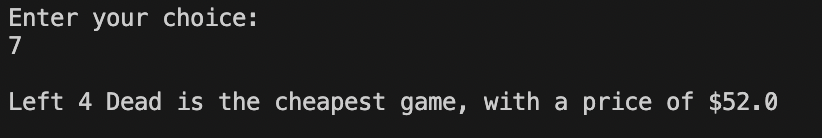 Enter your choice:
7
Left 4 Dead is the cheapest game, with a price of $52.0